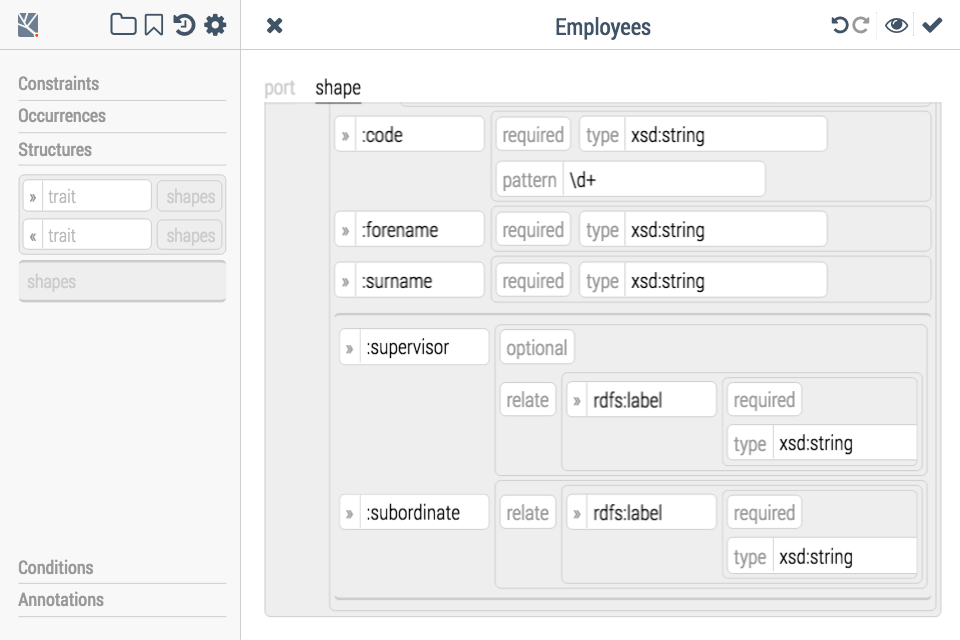 Employees
Constraints
Occurrences
Structures
» trait shapes
« trait shapes
shapes
Conditions
Annotations
port shape
» :code required type xsd:string
pattern \d+
» :forename required type xsd:string
» :surname required type xsd:string
» :supervisor optional
relate » rdfs:label required
type xsd:string
» :subordinate relate » rdfs:label required
type xsd:string